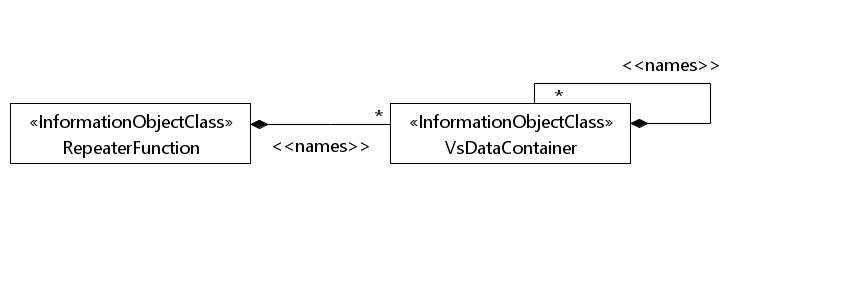 <<names>>
*
*
«InformationObjectClass»
RepeaterFunction
<<names>>
«InformationObjectClass»
VsDataContainer